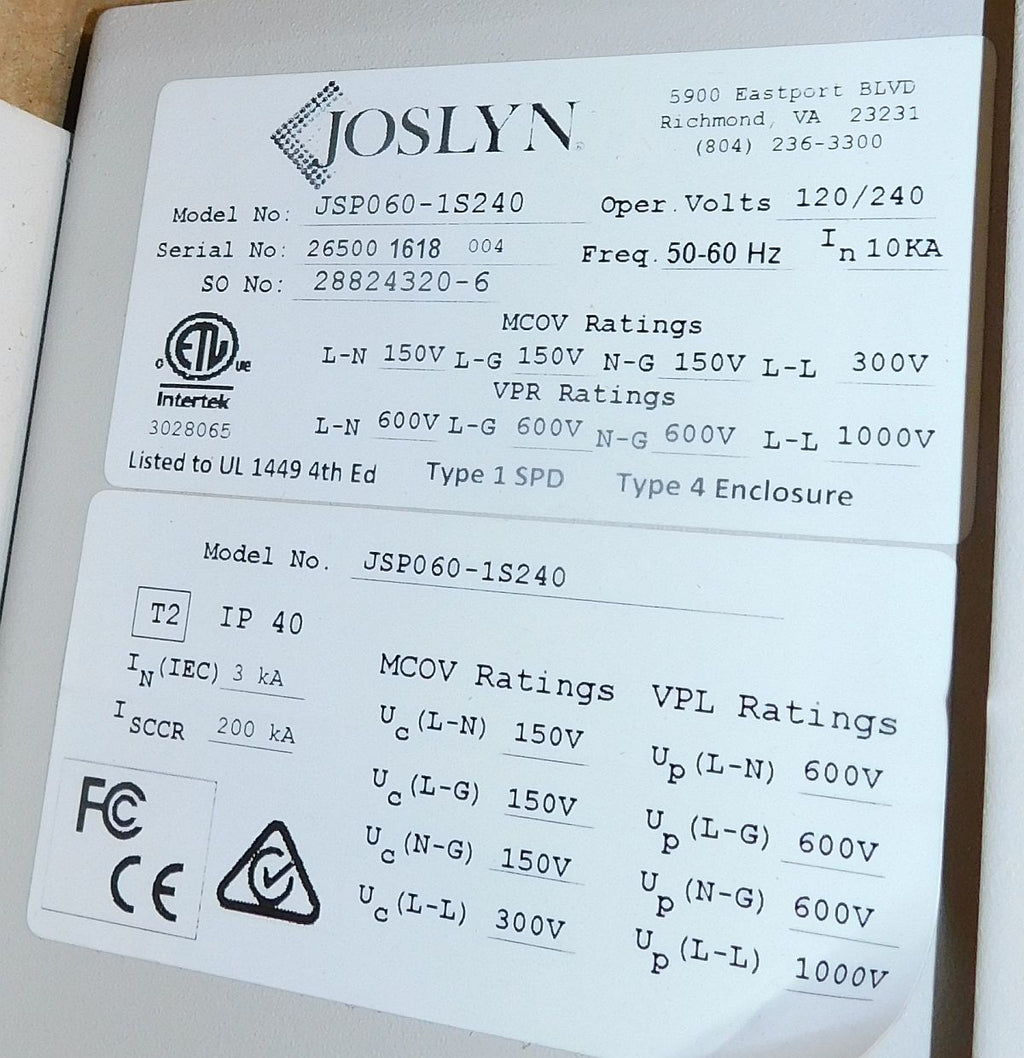 JOSLYN
5900 Eastport BLVD
Richmond, VA 23231
(804) 236-3300
Model No: JSP060-1S240 Oper.Volts 120/240
Serial No: 26500 1618 004 Freq. 50-60 Hz In 10KA
SO No: 28824320-6
MCOV Ratings
L-N 150V L-G 150V N-G 150V L-L 300V
VPR Ratings
L-N 600V L-G 600V N-G 600V L-L 1000V
C ETL US
Intertek
3028065
Listed to UL 1449 4th Ed Type 1 SPD Type 4 Enclosure
Model No. JSP060-1S240
T2 IP 40
IN(IEC) 3 kA
ISCCR 200 kA
FC
CE
MCOV Ratings
Uc(L-N) 150V
Uc(L-G) 150V
Uc(N-G) 150V
Uc(L-L) 300V
VPL Ratings
Up(L-N) 600V
Up(L-G) 600V
Up(N-G) 600V
Up(L-L) 1000V